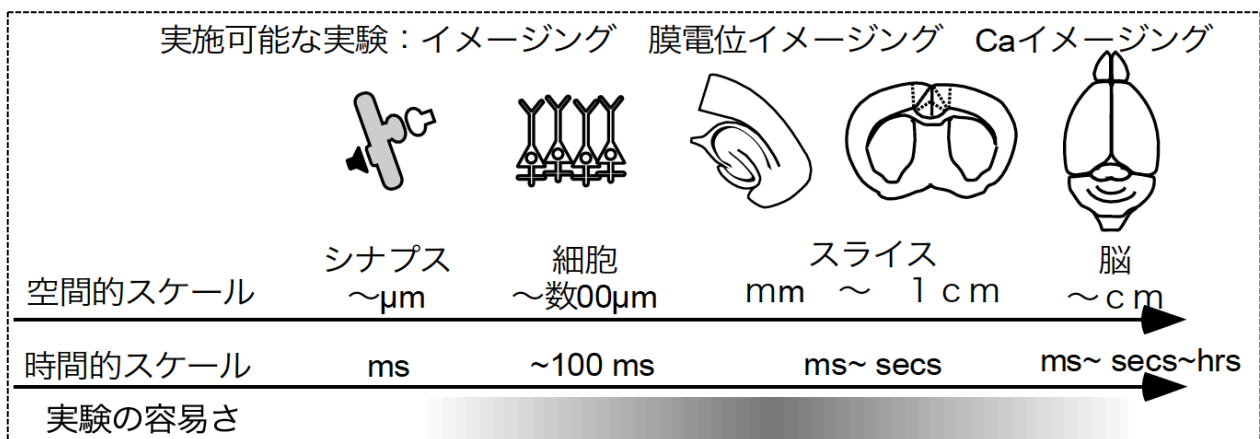 実施可能な実験：イメージング　膜電位イメージング　Caイメージング
シナプス　細胞　スライス　脳
空間的スケール　〜µm　〜数00µm　mm　〜　１ｃｍ　〜ｃｍ
時間的スケール　ms　~100 ms　ms~ secs　ms~ secs~hrs
実験の容易さ